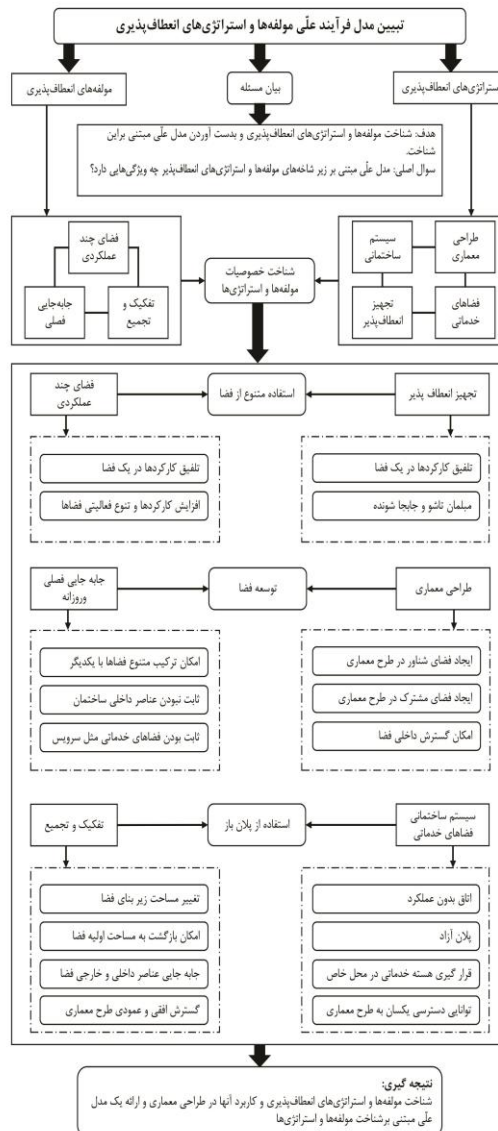 تبیین مدل فرآیند علّی مولفه‌ها و استراتژی‌های انعطاف‌پذیری
استراتژی‌های انعطاف‌پذیری
بیان مسئله
مولفه‌های انعطاف‌پذیری
هدف: شناخت مولفه‌ها و استراتژی‌های انعطاف‌پذیری و بدست آوردن مدل علّی مبتنی براین
شناخت.
سوال اصلی: مدل علّی مبتنی بر زیر شاخه‌های مولفه‌ها و استراتژی‌های انعطاف‌پذیر چه ویژگی‌هایی دارد؟
طراحی
معماری
سیستم
ساختمانی
فضاهای
خدماتی
تجهیز
انعطاف‌پذیر
شناخت خصوصیات
مولفه‌ها و استراتژی‌ها
فضای چند
عملکردی
تفکیک و
تجمیع
جابه‌جایی
فصلی
تجهیز انعطاف پذیر
استفاده متنوع از فضا
فضای چند
عملکردی
تلفیق کارکردها در یک فضا
مبلمان تاشو و جابجا شونده
تلفیق کارکردها در یک فضا
افزایش کارکردها و تنوع فعالیتی فضاها
طراحی معماری
توسعه فضا
جابه جایی فصلی
وروزانه
ایجاد فضای شناور در طرح معماری
ایجاد فضای مشترک در طرح معماری
امکان گسترش داخلی فضا
امکان ترکیب متنوع فضاها با یکدیگر
ثابت نبودن عناصر داخلی ساختمان
ثابت بودن فضاهای خدماتی مثل سرویس
سیستم ساختمانی
فضاهای خدماتی
استفاده از پلان باز
تفکیک و تجمیع
اتاق بدون عملکرد
پلان آزاد
قرار گیری هسته خدماتی در محل خاص
توانایی دسترسی یکسان به طرح معماری
تغییر مساحت زیر بنای فضا
امکان بازگشت به مساحت اولیه فضا
جابه جایی عناصر داخلی و خارجی فضا
گسترش افقی و عمودی طرح معماری
نتیجه گیری:
شناخت مولفه‌ها و استراتژی‌های انعطاف‌پذیری و کاربرد آنها در طراحی معماری و ارائه یک مدل
علّی مبتنی برشناخت مولفه‌ها و استراتژی‌ها